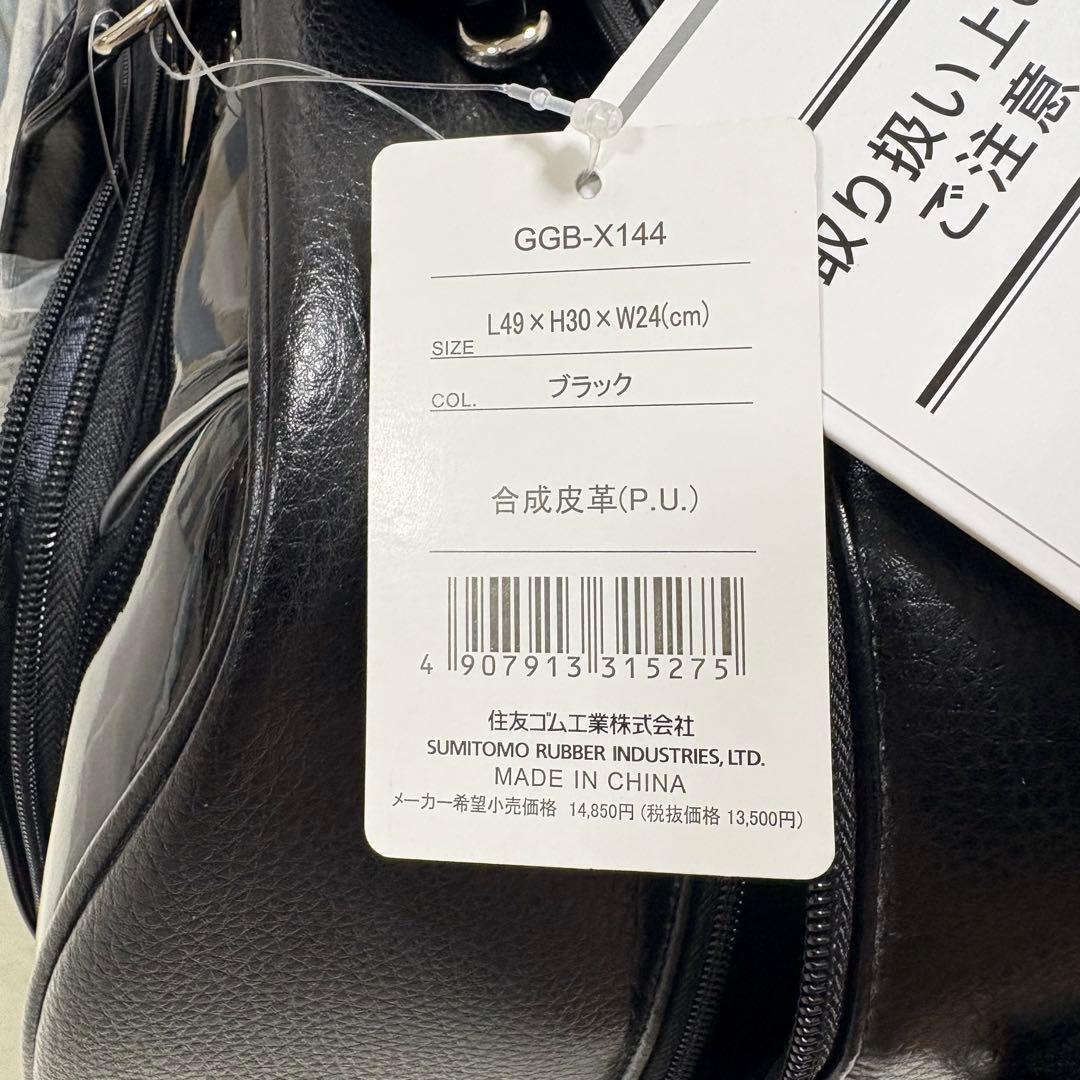 GGB-X144
SIZE L49×H30×W24(cm)
COL. ブラック
合成皮革(P.U.)
4 907913 315275
住友ゴム工業株式会社
SUMITOMO RUBBER INDUSTRIES, LTD.
MADE IN CHINA
メーカー希望小売価格 14,850円 (税抜価格 13,500円)
取り扱い上の
ご注意